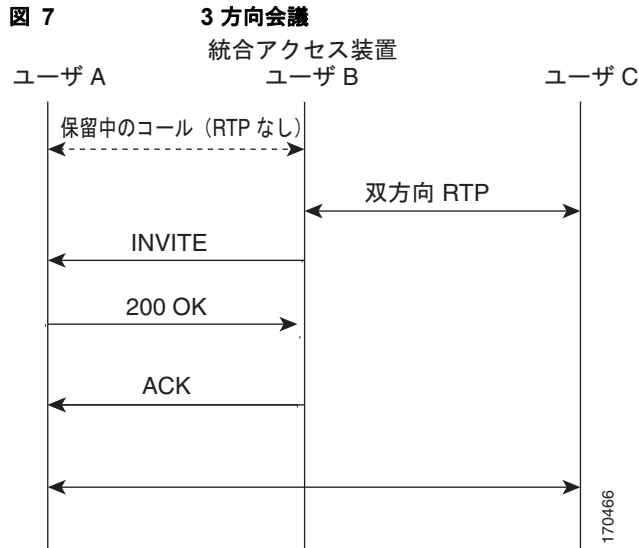 図 7 3 方向会議
統合アクセス装置
ユーザ A ユーザ B ユーザ C
保留中のコール（RTP なし）
双方向 RTP
INVITE
200 OK
ACK
170466